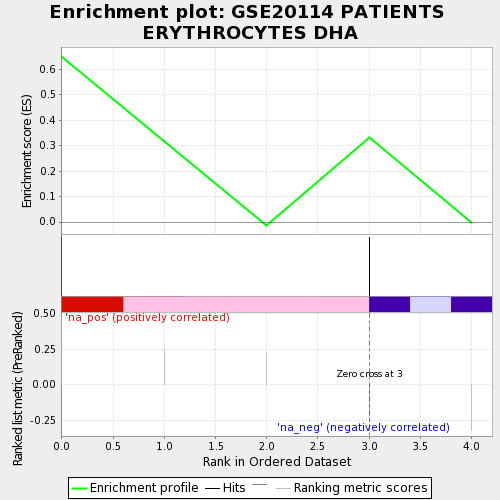 Enrichment plot: GSE20114 PATIENTS
ERYTHROCYTES DHA
Enrichment score (ES)
0.6
0.5
0.4
0.3
0.2
0.1
0.0
'na_pos' (positively correlated)
Ranked list metric (PreRanked)
0.50
0.25
0.00
-0.25
Zero cross at 3
'na_neg' (negatively correlated)
0.0 0.5 1.0 1.5 2.0 2.5 3.0 3.5 4.0
Rank in Ordered Dataset
Enrichment profile Hits Ranking metric scores